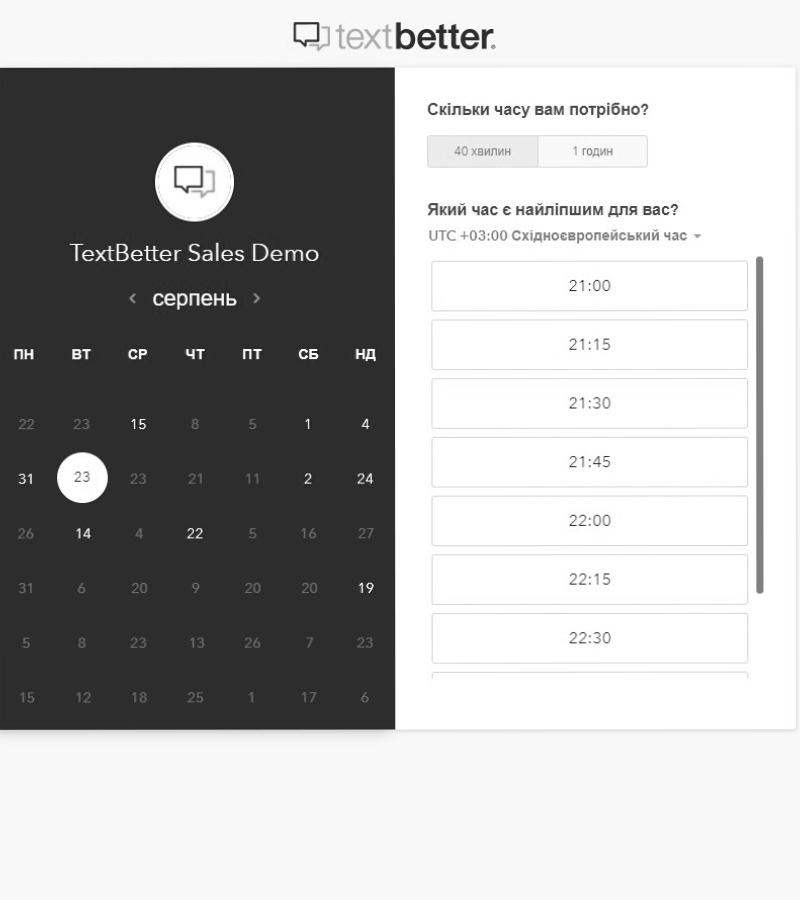 textbetter.
TextBetter Sales Demo
серпень
ПН ВТ СР ЧТ ПТ СБ НД
22 23 15 8 5 1 4
31 23 23 21 11 2 24
26 14 4 22 5 16 27
31 6 20 9 20 20 19
5 8 23 13 26 7 23
15 12 18 25 1 17 6
Скільки часу вам потрібно?
40 хвилин 1 годин
Який час є найліпшим для вас?
UTC +03:00 Східноєвропейський час
21:00
21:15
21:30
21:45
22:00
22:15
22:30